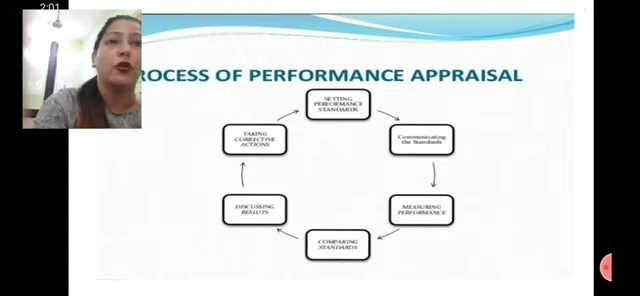 2:01
ROCESS OF PERFORMANCE APPRAISAL
SETTING
PERFORMANCE
STANDARDS
Communicating
the Standards
MEASURING
PERFORMANCE
COMPARING
STANDARDS
DISCUSSING
RESLUTS
TAKING
CORRECTIVE
ACTIONS